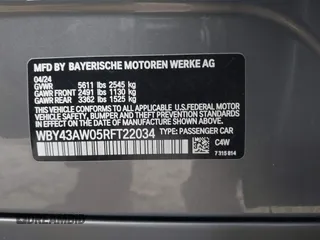 MFD BY BAYERISCHE MOTOREN WERKE AG
04/24
GVWR 5611 lbs 2545 kg
GAWR FRONT 2491 lbs 1130 kg
GAWR REAR 3362 lbs 1525 kg
THIS VEHICLE CONFORMS TO ALL APPLICABLE
U.S. FEDERAL MOTOR VEHICLE SAFETY,
BUMPER, AND THEFT PREVENTION STANDARDS
IN EFFECT ON THE DATE OF MANUFACTURE
SHOWN ABOVE.
WBY43AW05RFT22034 TYPE: PASSENGER CAR
C4W
7 315 814
DREAMBID